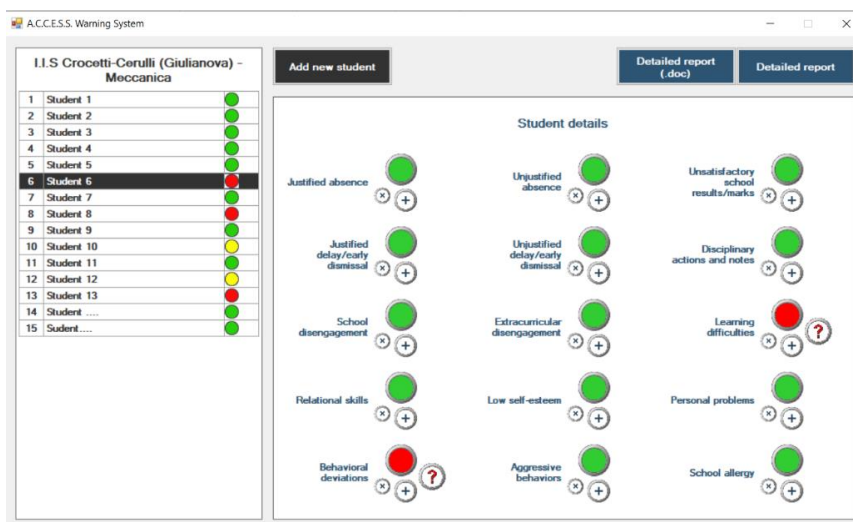 A.C.C.E.S.S. Warning System
I.I.S Crocetti-Cerulli (Giulianova) -
Meccanica
1 Student 1
2 Student 2
3 Student 3
4 Student 4
5 Student 5
6 Student 6
7 Student 7
8 Student 8
9 Student 9
10 Student 10
11 Student 11
12 Student 12
13 Student 13
14 Student ....
15 Sudent....
Add new student
Detailed report
(.doc)
Detailed report
Student details
Justified absence
Unjustified
absence
Unsatisfactory
school
results/marks
Justified
delay/early
dismissal
Unjustified
delay/early
dismissal
Disciplinary
actions and notes
School
disengagement
Extracurricular
disengagement
Learning
difficulties
?
Relational skills
Low self-esteem
Personal problems
Behavioral
deviations
?
Aggressive
behaviors
School allergy